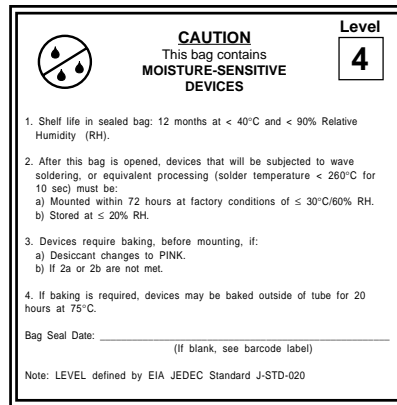 Level
CAUTION
4
This bag contains
MOISTURE-SENSITIVE
DEVICES
1. Shelf life in sealed bag: 12 months at < 40°C and < 90% Relative
Humidity (RH).
2. After this bag is opened, devices that will be subjected to wave
soldering, or equivalent processing (solder temperature < 260°C for
10 sec) must be:
a) Mounted within 72 hours at factory conditions of ≤ 30°C/60% RH.
b) Stored at ≤ 20% RH.
3. Devices require baking, before mounting, if:
a) Desiccant changes to PINK.
b) If 2a or 2b are not met.
4. If baking is required, devices may be baked outside of tube for 20
hours at 75°C.
Bag Seal Date: ______________________________
(If blank, see barcode label)
Note: LEVEL defined by EIA JEDEC Standard J-STD-020